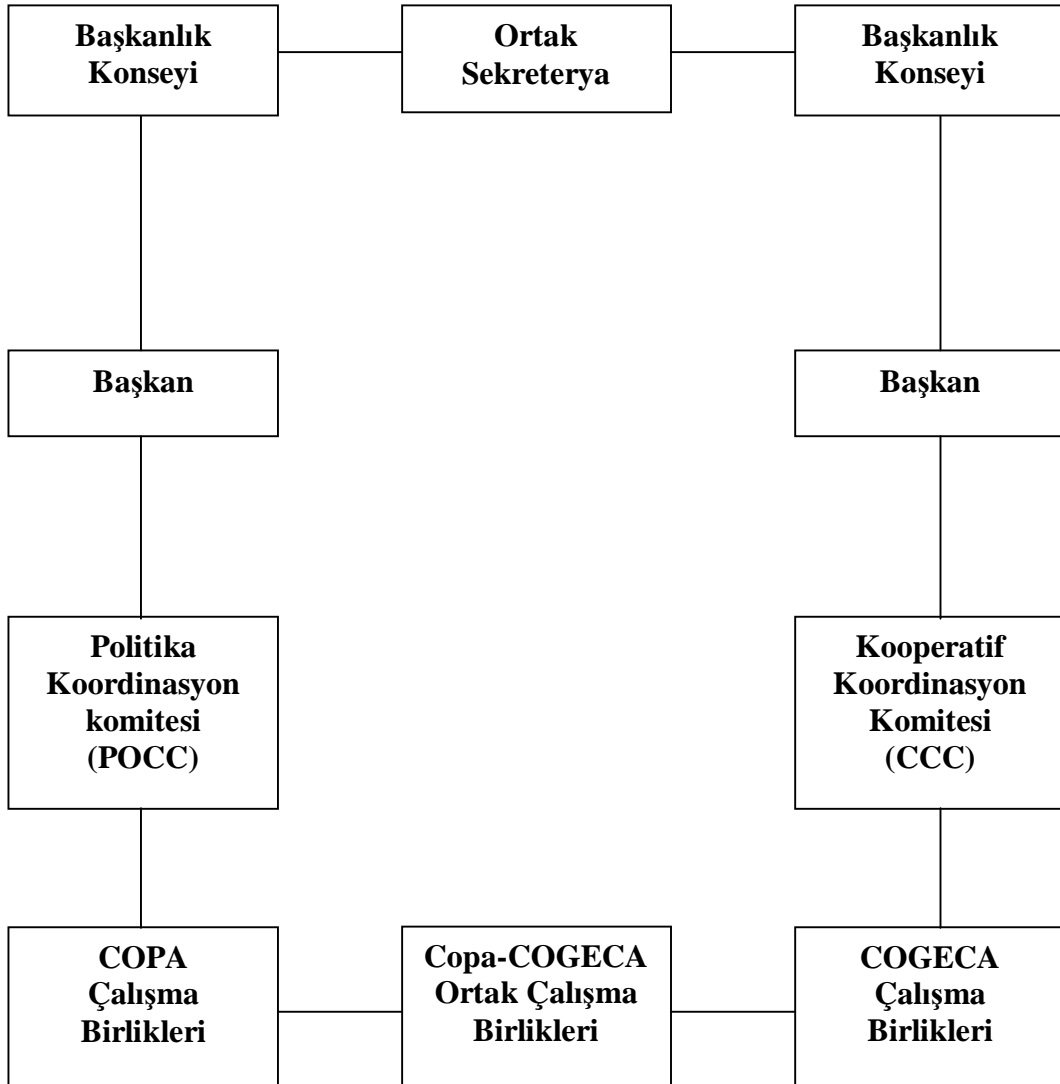 Başkanlık
Konseyi
Ortak
Sekreterya
Başkanlık
Konseyi
Başkan
Başkan
Politika
Koordinasyon
komitesi
(POCC)
Kooperatif
Koordinasyon
Komitesi
(CCC)
COPA
Çalışma
Birlikleri
Copa-COGECA
Ortak Çalışma
Birlikleri
COGECA
Çalışma
Birlikleri